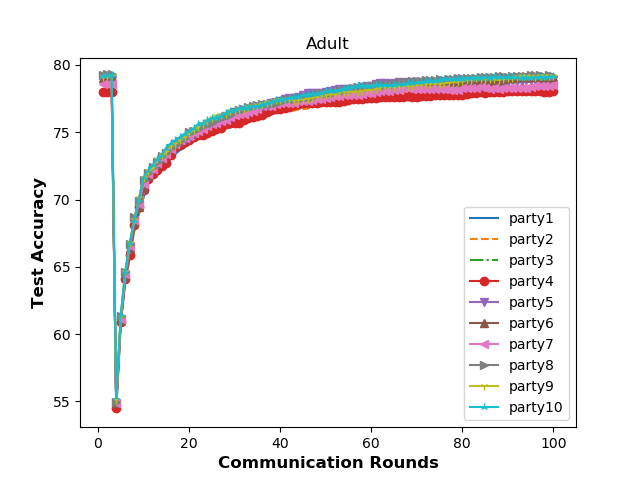 Adult
Test Accuracy
80
75
70
65
60
55
party1
party2
party3
party4
party5
party6
party7
party8
party9
party10
0 20 40 60 80 100
Communication Rounds